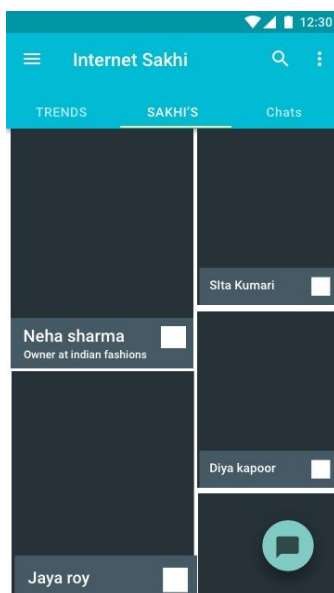 12:30
Internet Sakhi
TRENDS SAKHI'S Chats
SIta Kumari
Neha sharma
Owner at indian fashions
Diya kapoor
Jaya roy